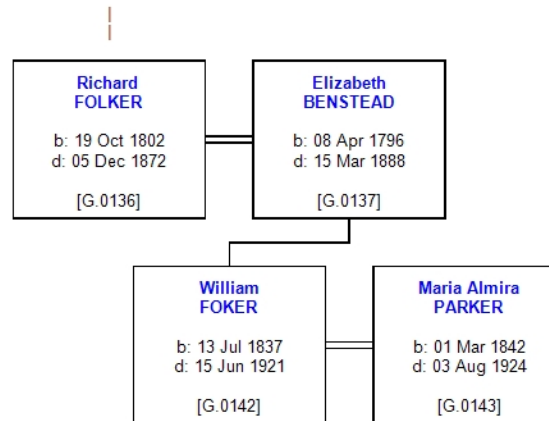 Richard
FOLKER
b: 19 Oct 1802
d: 05 Dec 1872
[G.0136]
Elizabeth
BENSTEAD
b: 08 Apr 1796
d: 15 Mar 1888
[G.0137]
William
FOKER
b: 13 Jul 1837
d: 15 Jun 1921
[G.0142]
Maria Almira
PARKER
b: 01 Mar 1842
d: 03 Aug 1924
[G.0143]